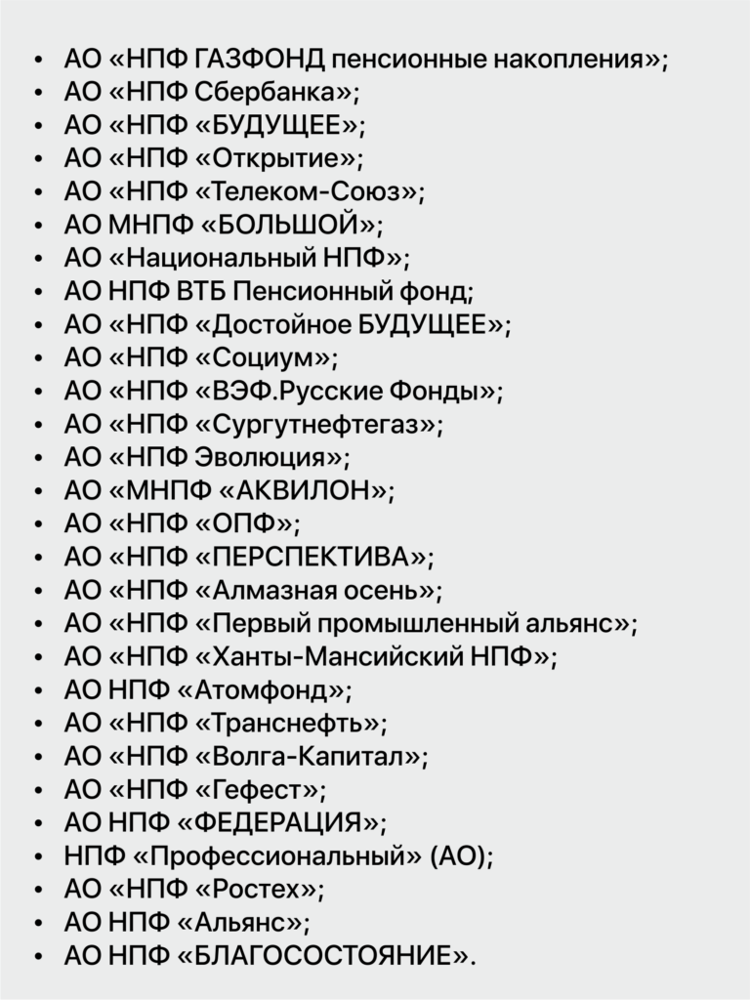 • АО «НПФ ГАЗФОНД пенсионные накопления»;
• АО «НПФ Сбербанка»;
• АО «НПФ «БУДУЩЕЕ»;
• АО «НПФ «Открытие»;
• АО «НПФ «Телеком-Союз»;
• АО МНПФ «БОЛЬШОЙ»;
• АО «Национальный НПФ»;
• АО НПФ ВТБ Пенсионный фонд;
• АО «НПФ «Достойное БУДУЩЕЕ»;
• АО «НПФ «Социум»;
• АО «НПФ «ВЭФ.Русские Фонды»;
• АО «НПФ «Сургутнефтегаз»;
• АО «НПФ Эволюция»;
• АО «МНПФ «АКВИЛОН»;
• АО «НПФ «ОПФ»;
• АО «НПФ «ПЕРСПЕКТИВА»;
• АО «НПФ «Алмазная осень»;
• АО «НПФ «Первый промышленный альянс»;
• АО «НПФ «Ханты-Мансийский НПФ»;
• АО НПФ «Атомфонд»;
• АО «НПФ «Транснефть»;
• АО «НПФ «Волга-Капитал»;
• АО «НПФ «Гефест»;
• АО НПФ «ФЕДЕРАЦИЯ»;
• НПФ «Профессиональный» (АО);
• АО «НПФ «Ростех»;
• АО НПФ «Альянс»;
• АО НПФ «БЛАГОСОСТОЯНИЕ».